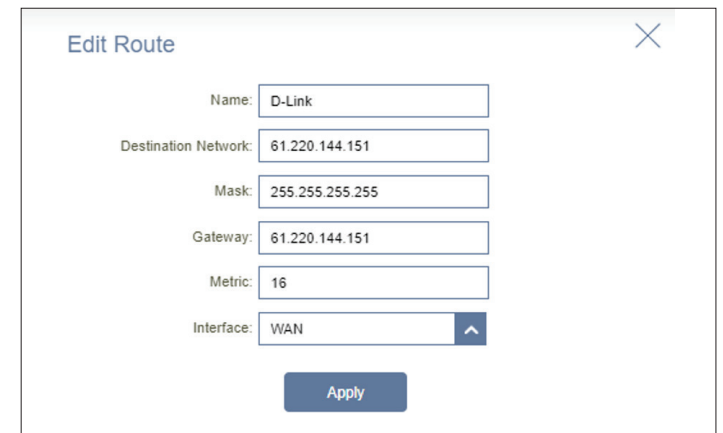 Edit Route
Name: D-Link
Destination Network: 61.220.144.151
Mask: 255.255.255.255
Gateway: 61.220.144.151
Metric: 16
Interface: WAN
Apply